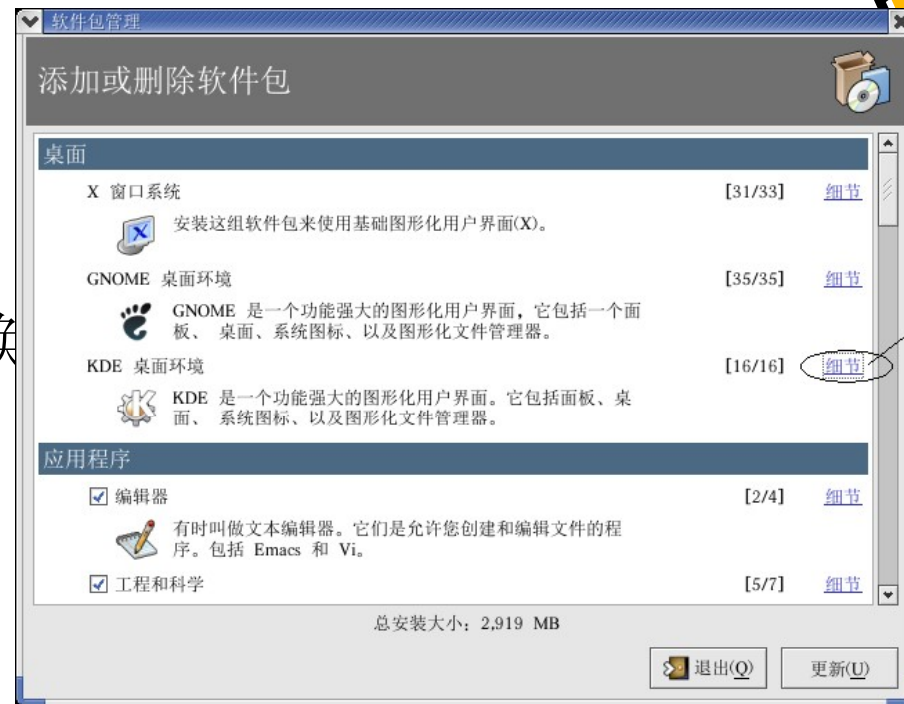 软件包管理
添加或删除软件包
桌面
X 窗口系统 [31/33] 细节
安装这组软件包来使用基础图形化用户界面(X)。
GNOME 桌面环境 [35/35] 细节
GNOME 是一个功能强大的图形化用户界面，它包括一个面
板、 桌面、系统图标、以及图形化文件管理器。
KDE 桌面环境 [16/16] 细节
KDE 是一个功能强大的图形化用户界面。它包括面板、桌
面、 系统图标、以及图形化文件管理器。
应用程序
编辑器 [2/4] 细节
有时叫做文本编辑器。它们是允许您创建和编辑文件的程
序。包括 Emacs 和 Vi。
工程和科学 [5/7] 细节
总安装大小：2,919 MB
退出(Q) 更新(U)